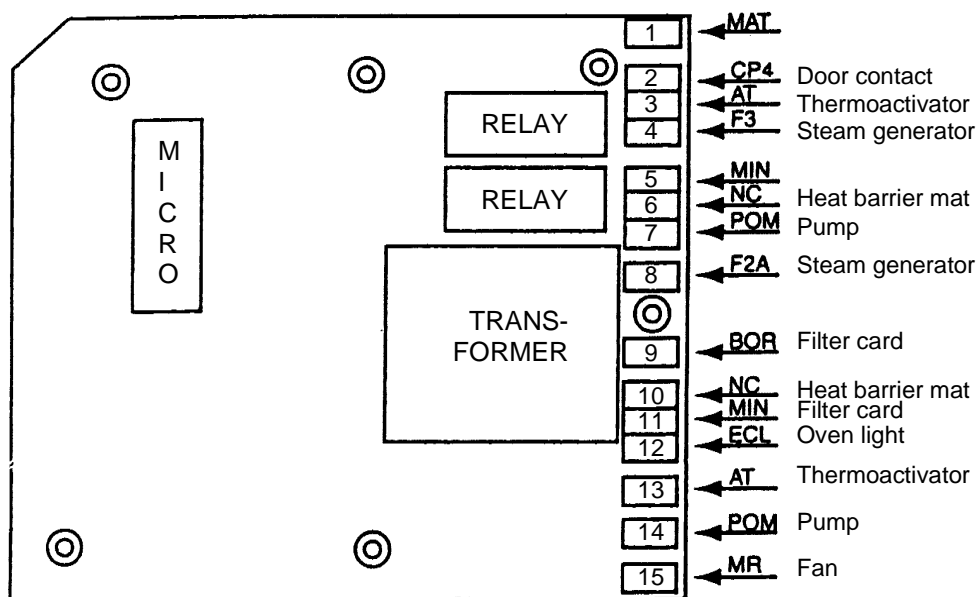 1 MAT
2 CP4 Door contact
3 AT Thermoactivator
RELAY 4 F3 Steam generator
M
I
C
R
O
5 MIN
RELAY 6 NC Heat barrier mat
7 POM Pump
8 F2A Steam generator
TRANS-
FORMER
9 BOR Filter card
10 NC Heat barrier mat
11 MIN Filter card
12 ECL Oven light
13 AT Thermoactivator
14 POM Pump
15 MR Fan